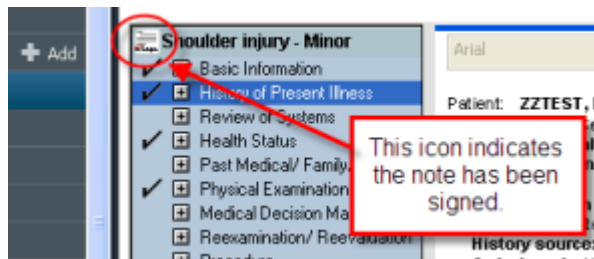 Add
Shoulder injury - Minor
Arial
Basic Information
History of Present Illness
Patient: ZZTEST,
Review of Systems
Health Status
This icon indicates
the note has been
signed.
Past Medical/ Family
Physical Examination
Medical Decision Ma
Reexamination/ Reevaluation
History source:
Procedure